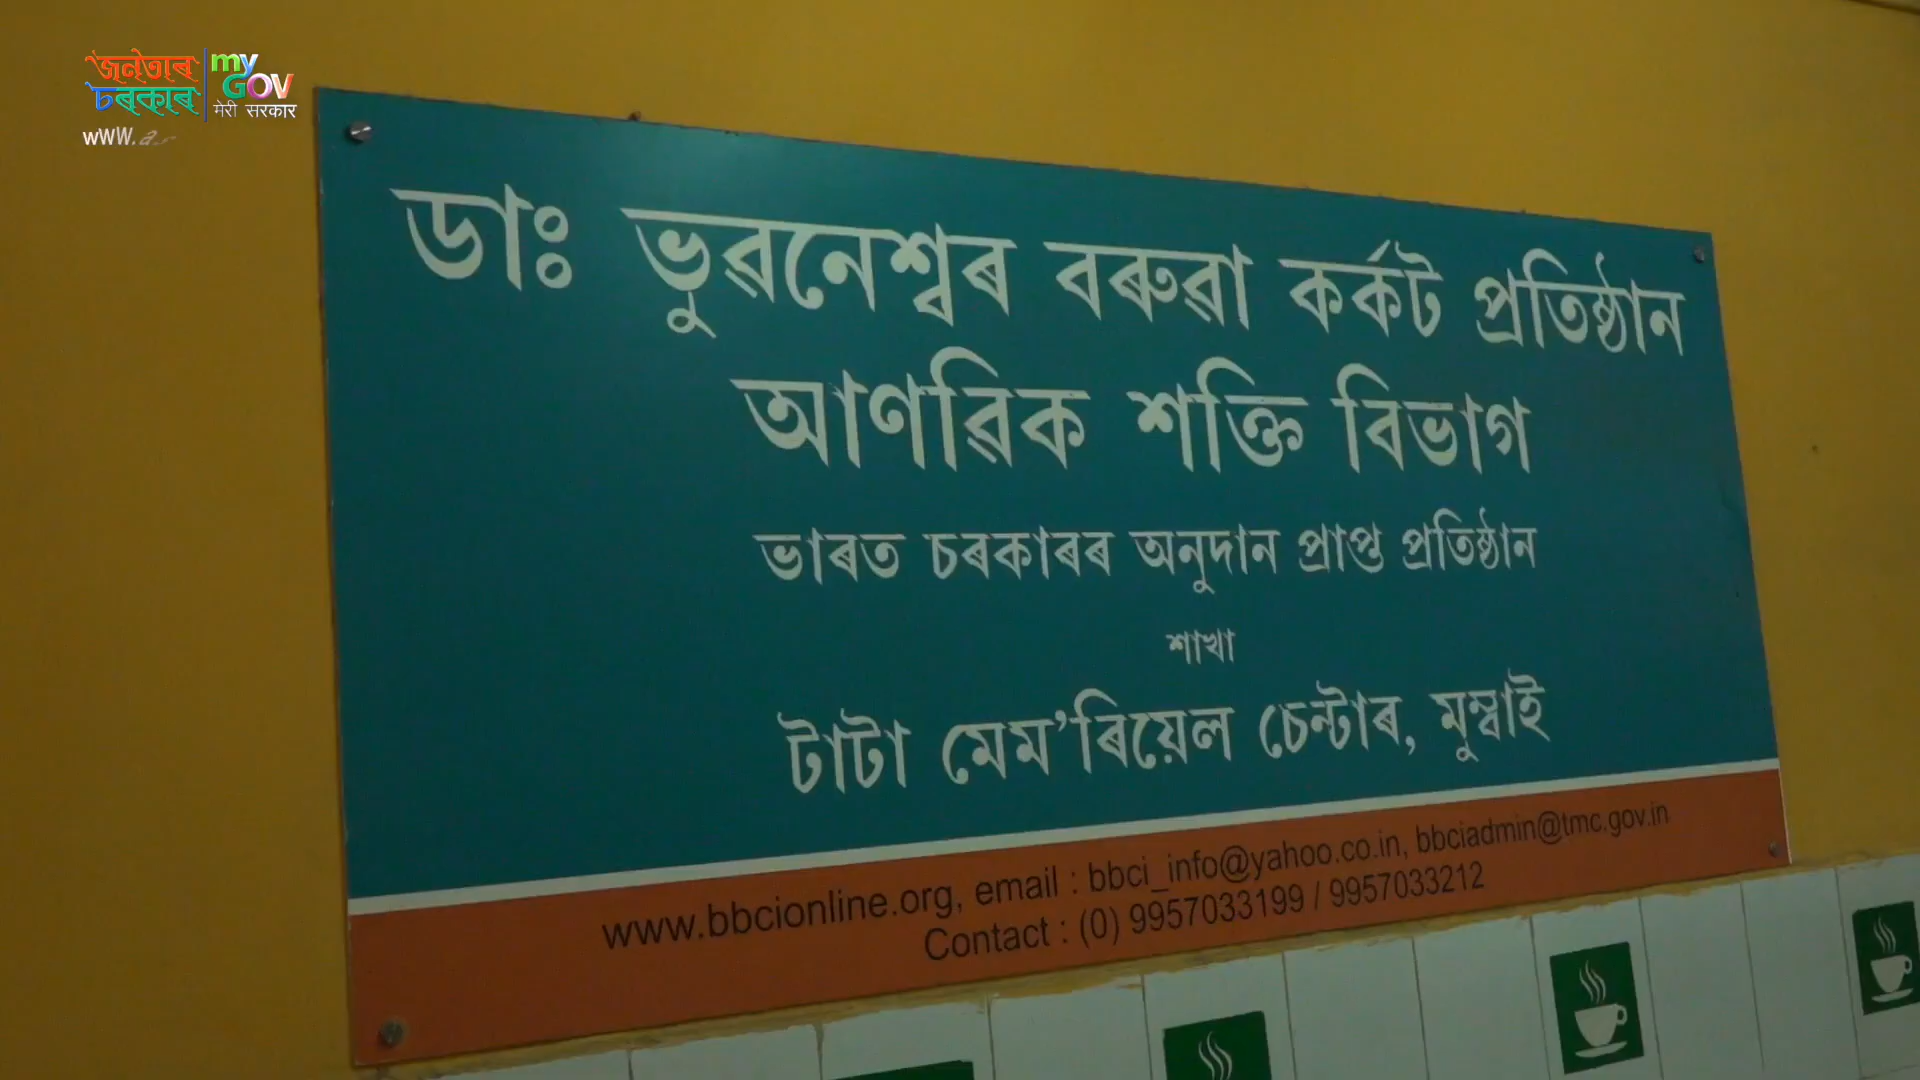 জনতাৰ
চৰকাৰ
my
GOV
मेरी सरकार
www.a
ডাঃ ভুৱনেশ্বৰ বৰুৱা কৰ্কট প্ৰতিষ্ঠান
আণৱিক শক্তি বিভাগ
ভাৰত চৰকাৰৰ অনুদান প্ৰাপ্ত প্ৰতিষ্ঠান
শাখা
টাটা মেম'ৰিয়েল চেন্টাৰ, মুম্বাই
www.bbcionline.org, email : bbci_info@yahoo.co.in, bbciadmin@tmc.gov.in
Contact : (0) 9957033199 / 9957033212